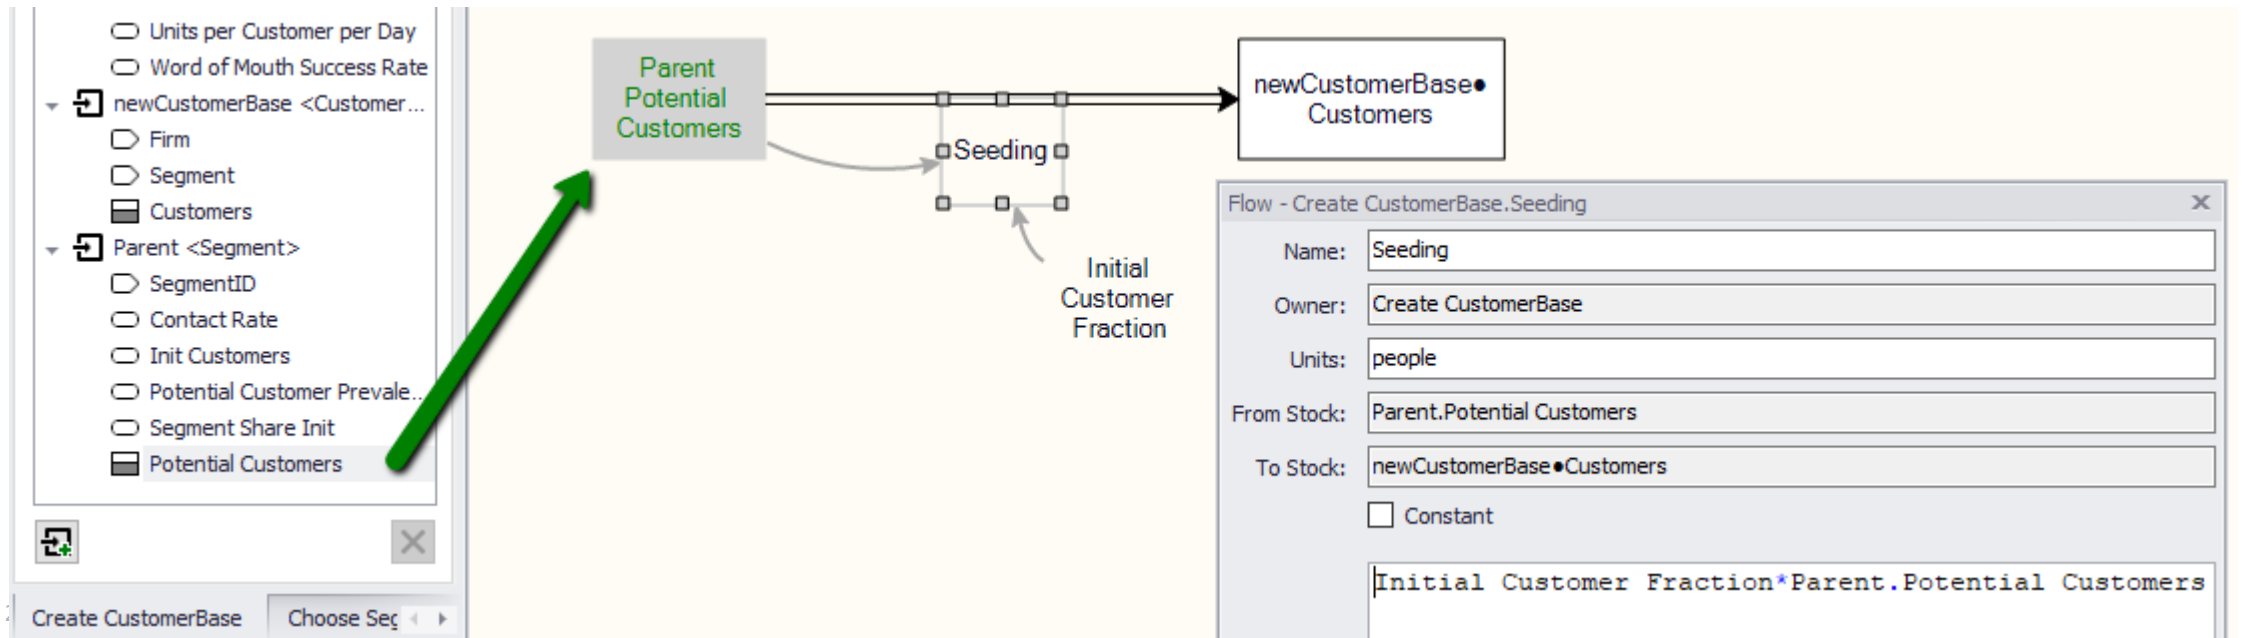 Units per Customer per Day
Word of Mouth Success Rate
newCustomerBase <Customer...
Firm
Segment
Customers
Parent <Segment>
SegmentID
Contact Rate
Init Customers
Potential Customer Prevale...
Segment Share Init
Potential Customers
Create CustomerBase
Choose Seg
Parent
Potential
Customers
Seeding
newCustomerBase●
Customers
Initial
Customer
Fraction
Flow - Create CustomerBase.Seeding
Name: Seeding
Owner: Create CustomerBase
Units: people
From Stock: Parent.Potential Customers
To Stock: newCustomerBase●Customers
Constant
Initial Customer Fraction*Parent.Potential Customers